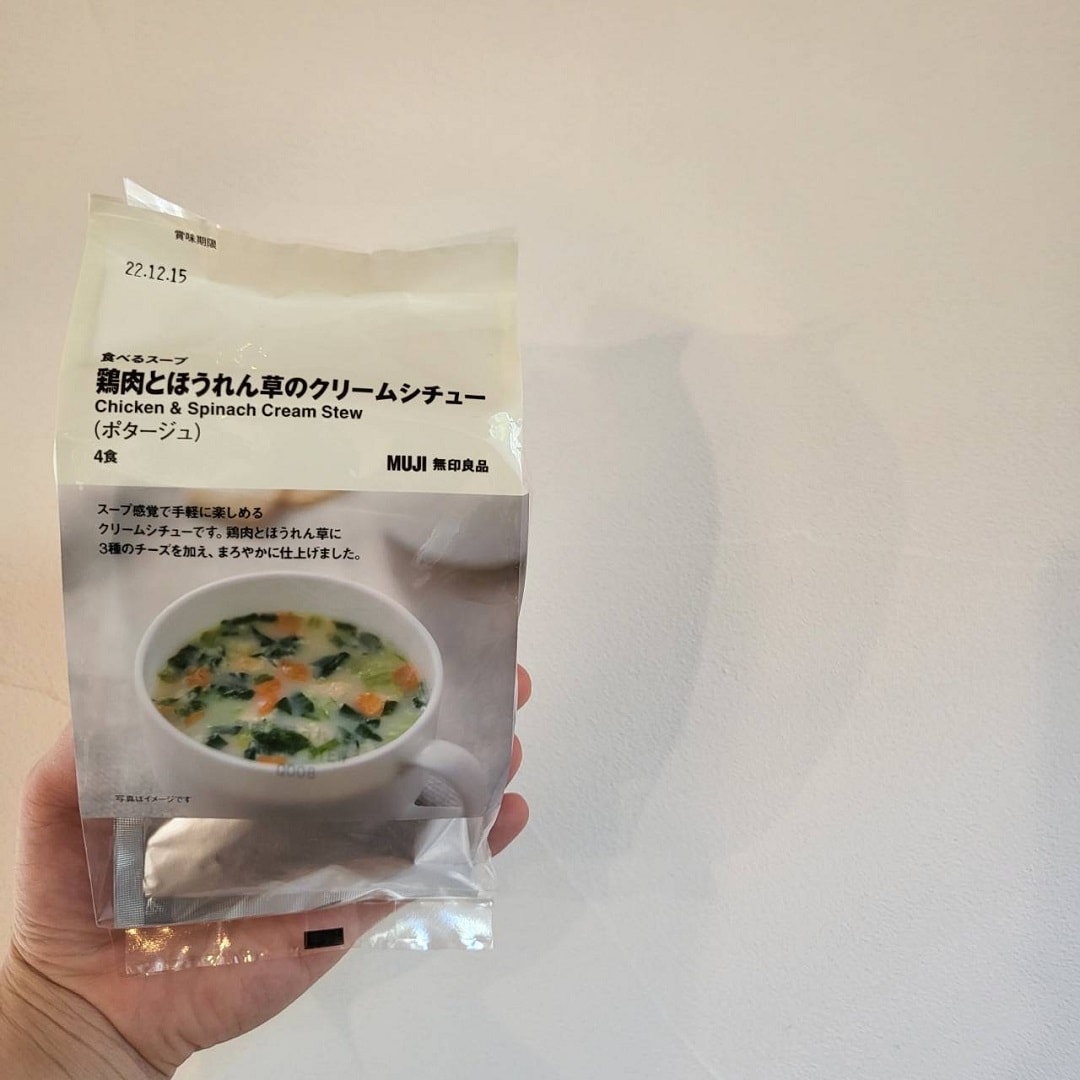 賞味期限
22.12.15
食べるスープ
鶏肉とほうれん草のクリームシチュー
Chicken & Spinach Cream Stew
(ポタージュ)
4食
MUJI 無印良品
スープ感覚で手軽に楽しめる
クリームシチューです。鶏肉とほうれん草に
3種のチーズを加え、まろやかに仕上げました。
写真はイメージです